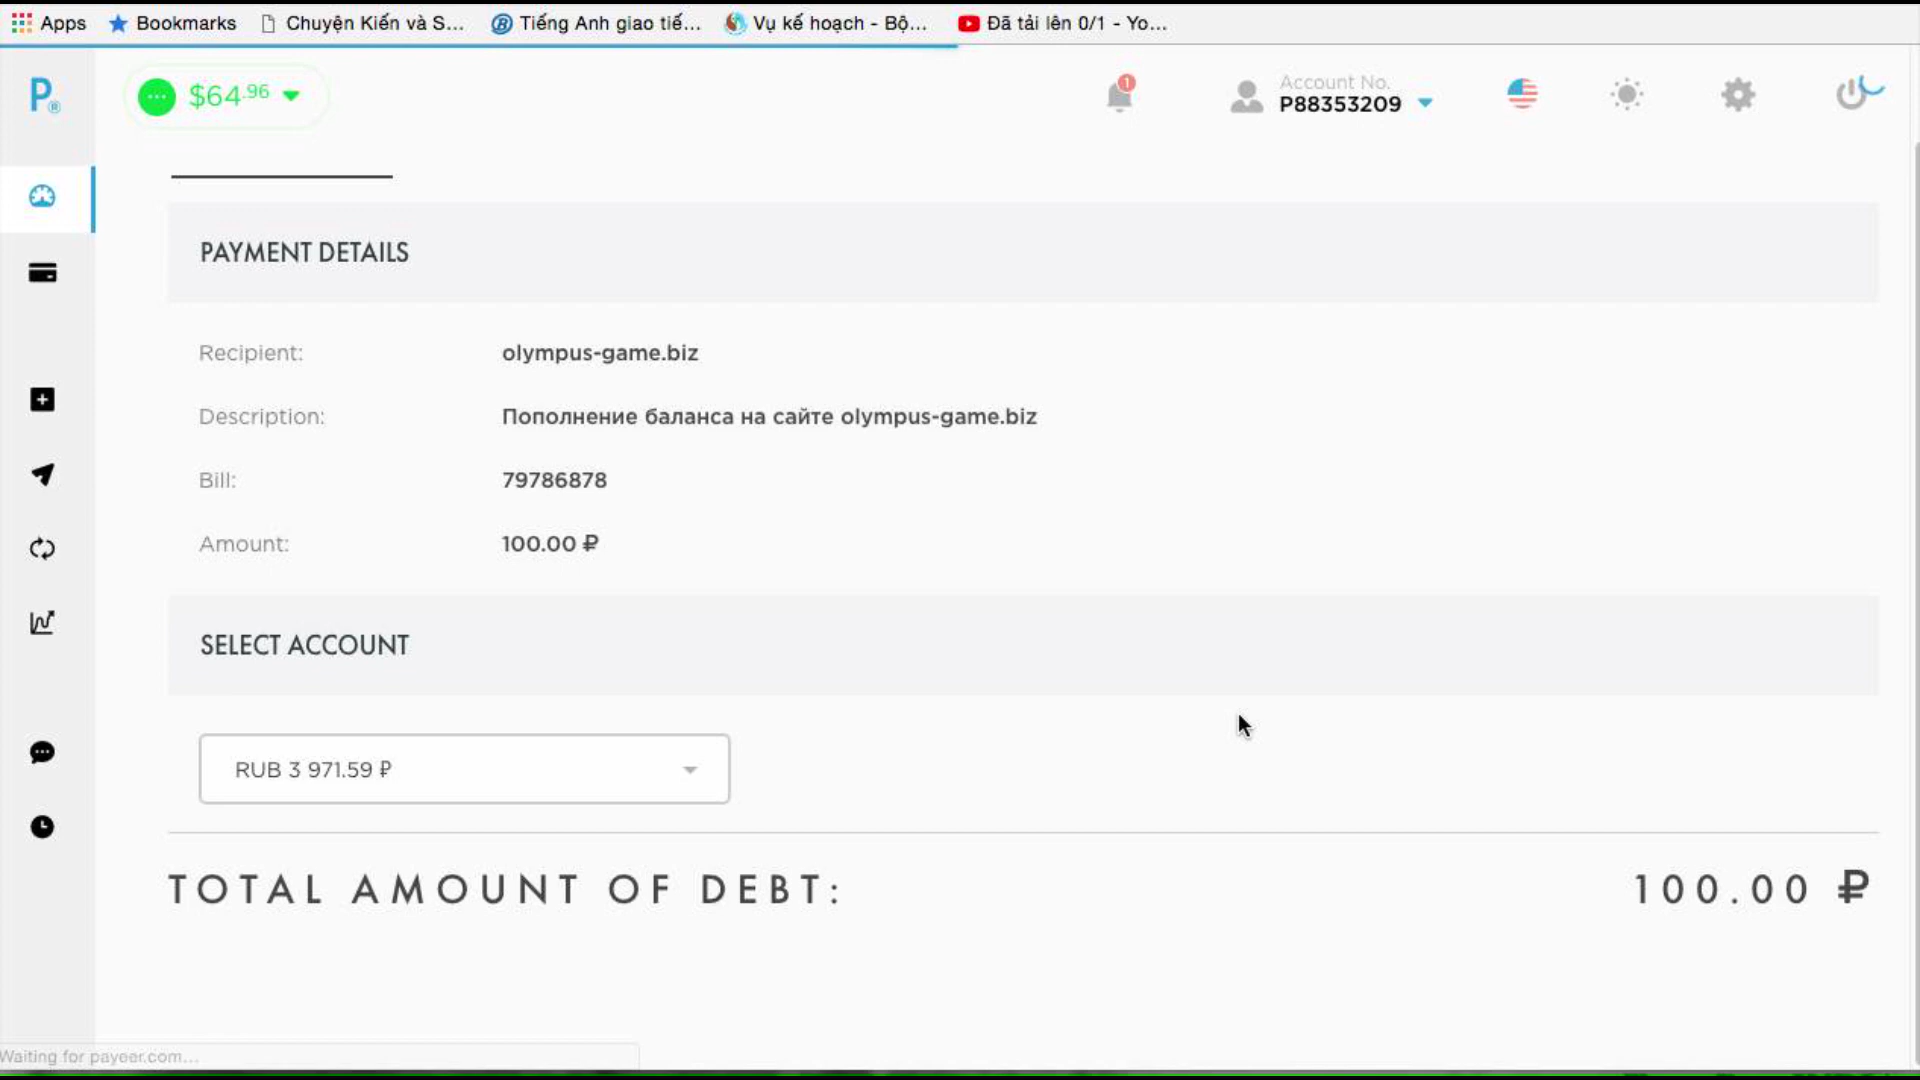 Apps Bookmarks Chuyện Kiến và S... Tiếng Anh giao tiế... Vụ kế hoạch - Bộ... Đã tải lên 0/1 - Yo...
P® $64.96 1 Account No.
P88353209
PAYMENT DETAILS
Recipient: olympus-game.biz
Description: Пополнение баланса на сайте olympus-game.biz
Bill: 79786878
Amount: 100.00 ₽
SELECT ACCOUNT
RUB 3 971.59 ₽
TOTAL AMOUNT OF DEBT: 100.00 ₽
Waiting for payeer.com...